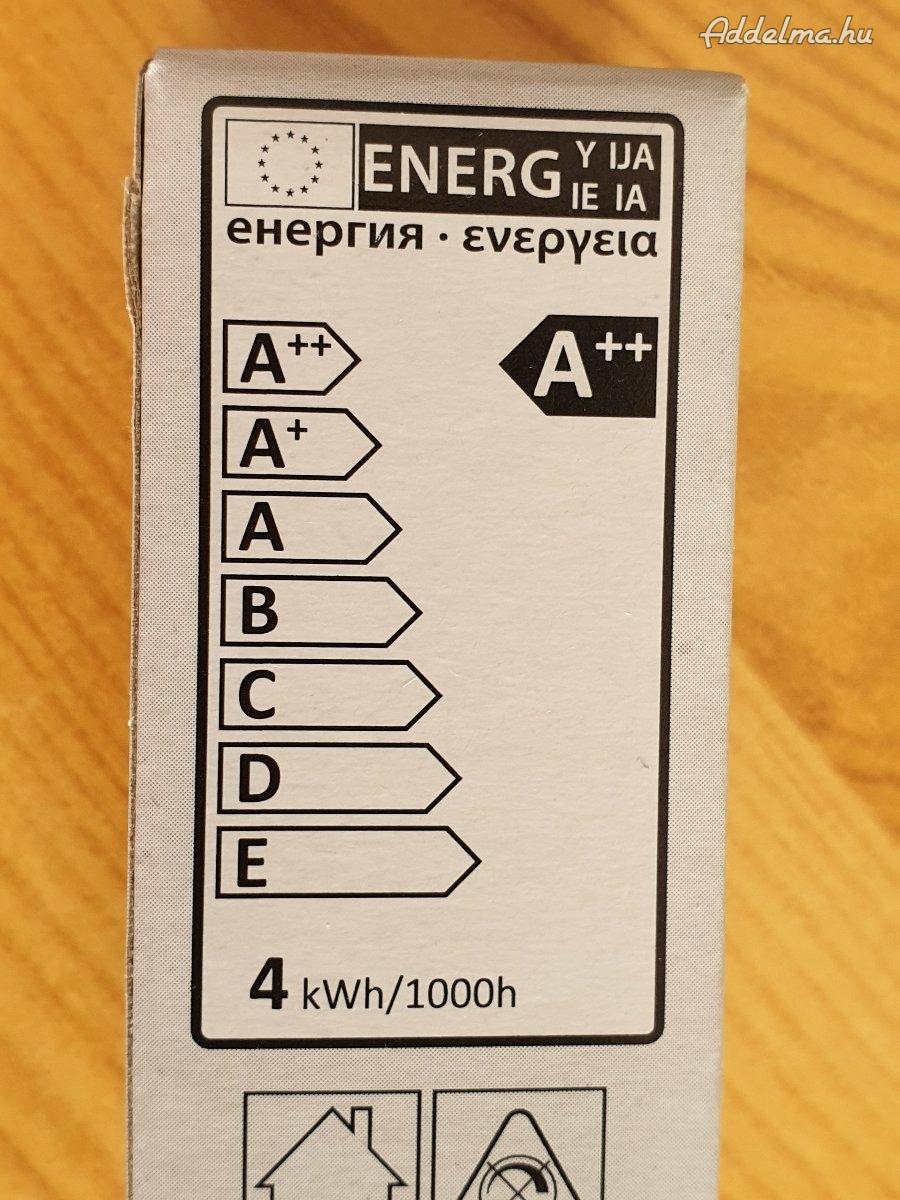 Addelma.hu
ENERG Y IJA
IE IA
енергия · ενεργεια
A++
A++
A+
A
B
C
D
E
4 kWh/1000h